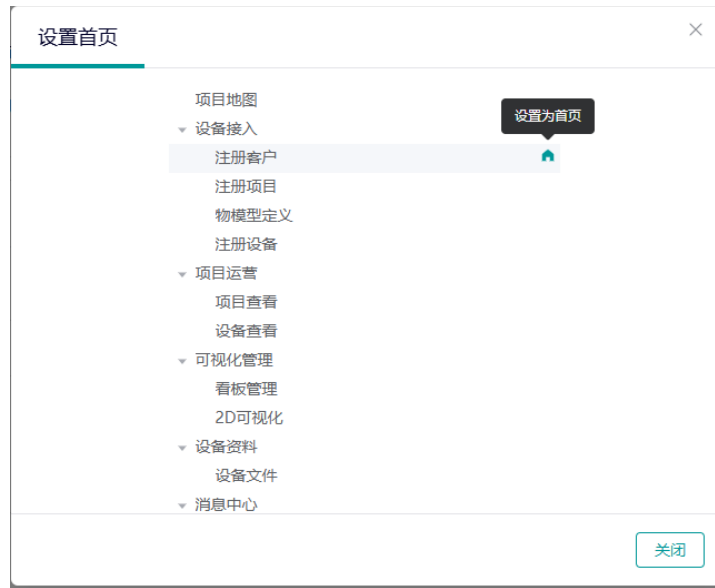 设置首页
项目地图
设置为首页
设备接入
注册客户
注册项目
物模型定义
注册设备
项目运营
项目查看
设备查看
可视化管理
看板管理
2D可视化
设备资料
设备文件
消息中心
关闭